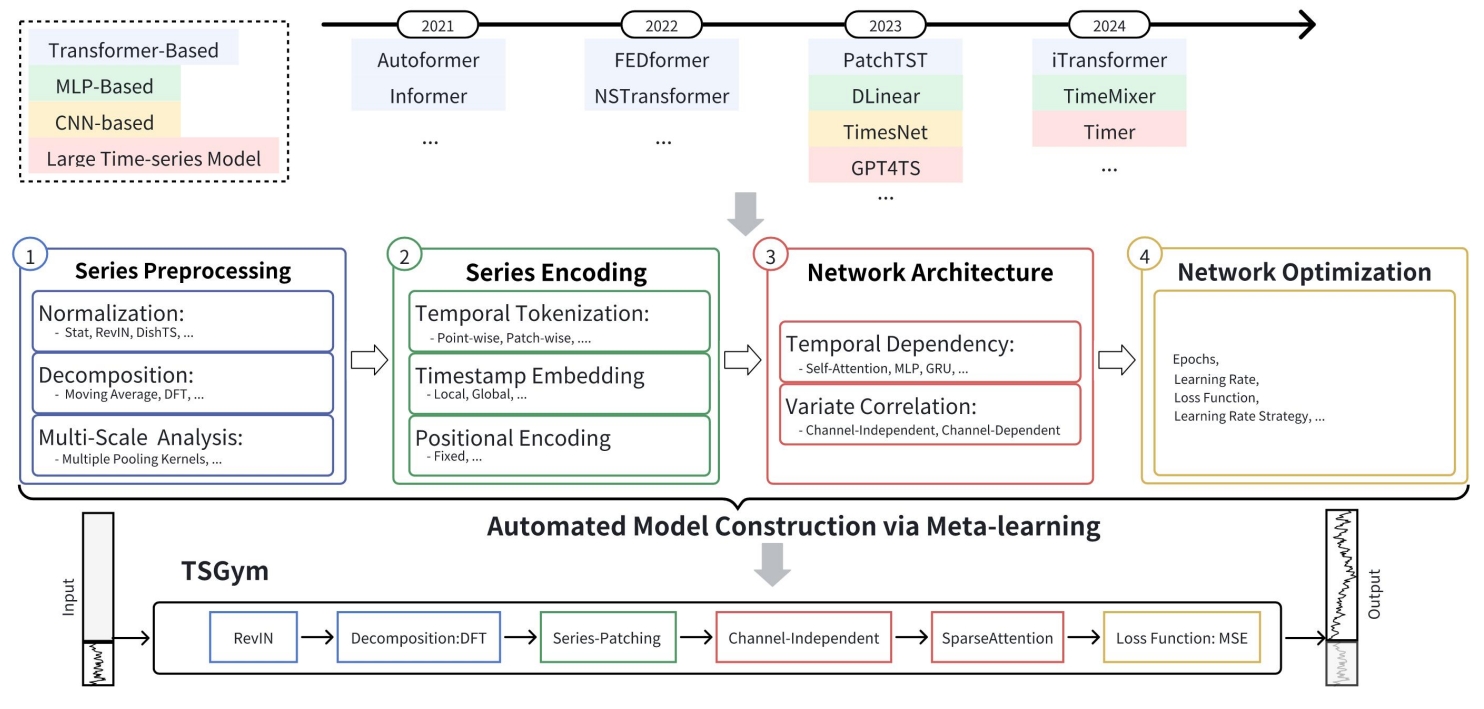 Transformer-Based
MLP-Based
CNN-based
Large Time-series Model
2021
Autoformer
Informer
...
2022
FEDformer
NSTransformer
...
2023
PatchTST
DLinear
TimesNet
GPT4TS
...
2024
iTransformer
TimeMixer
Timer
...
1
Series Preprocessing
Normalization:
- Stat, RevIN, DishTS, ...
Decomposition:
- Moving Average, DFT, ...
Multi-Scale Analysis:
- Multiple Pooling Kernels, ...
2
Series Encoding
Temporal Tokenization:
- Point-wise, Patch-wise, ....
Timestamp Embedding
- Local, Global, ...
Positional Encoding
- Fixed, ...
3
Network Architecture
Temporal Dependency:
- Self-Attention, MLP, GRU, ...
Variate Correlation:
- Channel-Independent, Channel-Dependent
4
Network Optimization
Epochs,
Learning Rate,
Loss Function,
Learning Rate Strategy, ...
Automated Model Construction via Meta-learning
TSGym
Input
RevIN
Decomposition:DFT
Series-Patching
Channel-Independent
SparseAttention
Loss Function: MSE
Output